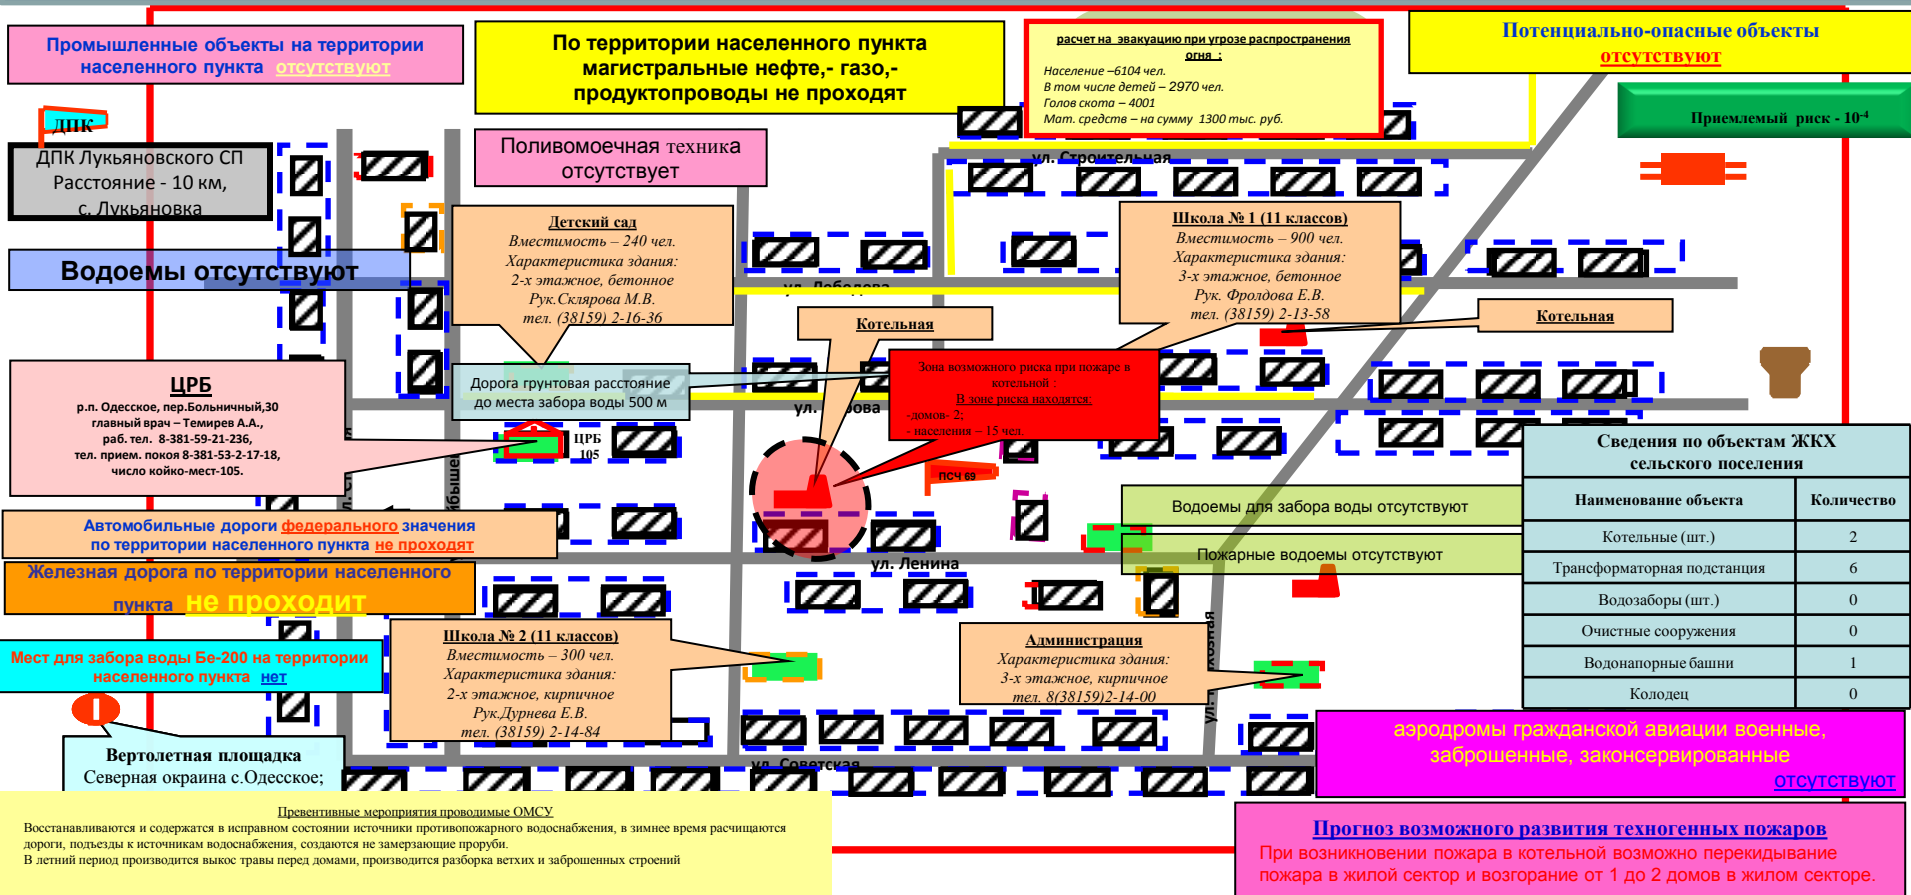 Промышленные объекты на территории
населенного пункта отсутствуют
По территории населенного пункта
магистральные нефте,- газо,-
продуктопроводы не проходят
расчет на эвакуацию при угрозе распространения
огня :
Население –6104 чел.
В том числе детей – 2970 чел.
Голов скота – 4001
Мат. средств – на сумму 1300 тыс. руб.
Потенциально-опасные объекты
отсутствуют
Приемлемый риск - 10⁻⁴
ДПК
ДПК Лукьяновского СП
Расстояние - 10 км,
с. Лукьяновка
Поливомоечная техника
отсутствует
ул. Строительная
Водоемы отсутствуют
Детский сад
Вместимость – 240 чел.
Характеристика здания:
2-х этажное, бетонное
Рук.Склярова М.В.
тел. (38159) 2-16-36
Школа № 1 (11 классов)
Вместимость – 900 чел.
Характеристика здания:
3-х этажное, бетонное
Рук. Фролдова Е.В.
тел. (38159) 2-13-58
ул.
Котельная
Котельная
ЦРБ
р.п. Одесское, пер.Больничный,30
главный врач – Темирев А.А.,
раб.тел. 8-381-59-21-236,
тел. прием. покоя 8-381-53-2-17-18,
число койко-мест-105.
Дорога грунтовая расстояние
до места забора воды 500 м
Зона возможного риска при пожаре в
котельной :
В зоне риска находятся:
-домов- 2;
- населения – 15 чел.
ул.
ЦРБ
105
ПСЧ 69
Водоемы для забора воды отсутствуют
Пожарные водоемы отсутствуют
Сведения по объектам ЖКХ
сельского поселения
Наименование объекта Количество
Котельные (шт.) 2
Трансформаторная подстанция 6
Водозаборы (шт.) 0
Очистные сооружения 0
Водонапорные башни 1
Колодец 0
Автомобильные дороги федерального значения
по территории населенного пункта не проходят
ул. Ленина
Железная дорога по территории населенного
пункта не проходит
Мест для забора воды Бе-200 на территории
населенного пункта нет
Школа № 2 (11 классов)
Вместимость – 300 чел.
Характеристика здания:
2-х этажное, кирпичное
Рук.Дурнева Е.В.
тел. (38159) 2-14-84
Администрация
Характеристика здания:
3-х этажное, кирпичное
тел. 8(38159)2-14-00
Вертолетная площадка
Северная окраина с.Одесское;
ул. Советская
аэродромы гражданской авиации военные,
заброшенные, законсервированные
отсутствуют
Превентивные мероприятия проводимые ОМСУ
Восстанавливаются и содержатся в исправном состоянии источники противопожарного водоснабжения, в зимнее время расчищаются
дороги, подъезды к источникам водоснабжения, создаются не замерзающие проруби.
В летний период производится выкос травы перед домами, производится разборка ветхих и заброшенных строений
Прогноз возможного развития техногенных пожаров
При возникновении пожара в котельной возможно перекидывание
пожара в жилой сектор и возгорание от 1 до 2 домов в жилом секторе.